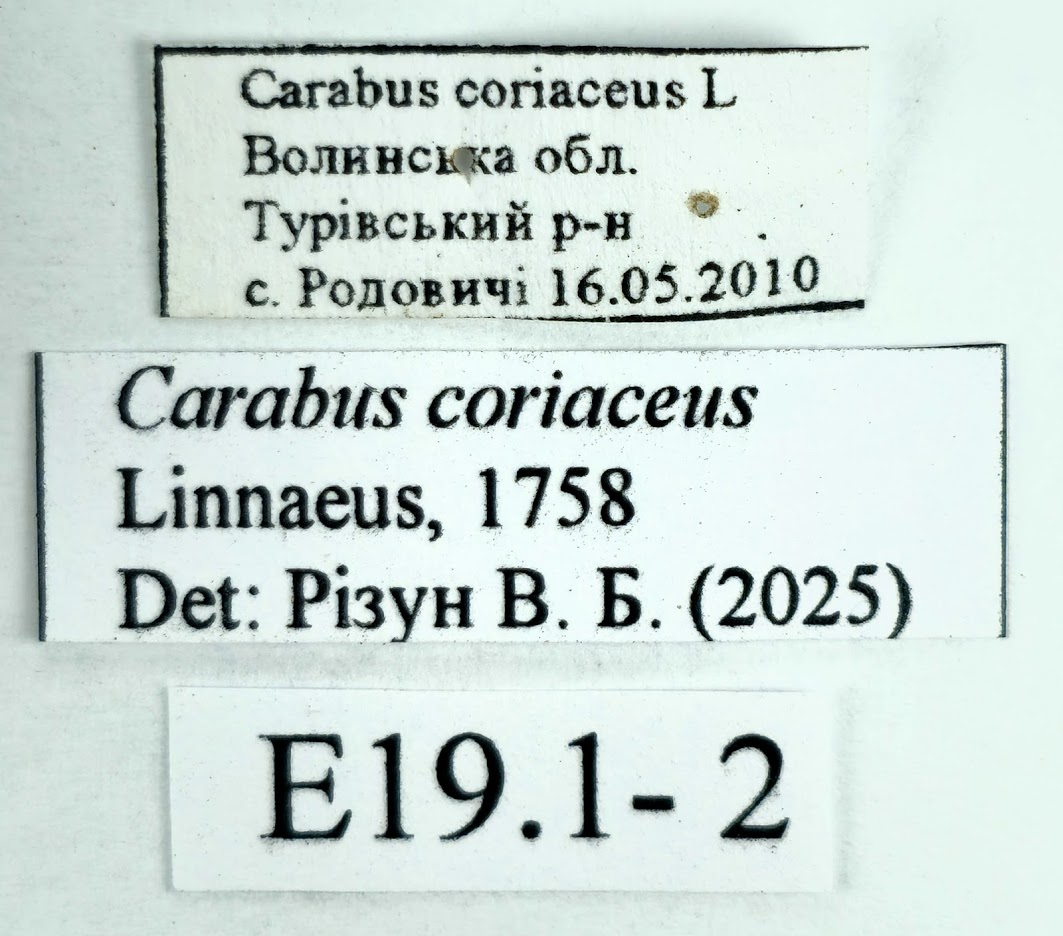 Carabus coriaceus L
Волинська обл.
Турівський р-н
с. Родовичі 16.05.2010
Carabus coriaceus
Linnaeus, 1758
Det: Різун В. Б. (2025)
E19.1- 2